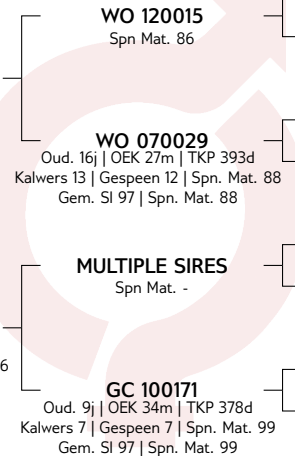 WO 120015
Spn Mat. 86
WO 070029
Oud. 16j | OEK 27m | TKP 393d
Kalwers 13 | Gespeen 12 | Spn. Mat. 88
Gem. SI 97 | Spn. Mat. 88
MULTIPLE SIRES
Spn Mat. -
6
GC 100171
Oud. 9j | OEK 34m | TKP 378d
Kalwers 7 | Gespeen 7 | Spn. Mat. 99
Gem. SI 97 | Spn. Mat. 99